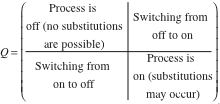 Process is
off (no substitutions
are possible)
Switching from
off to on
Q =
Switching from
on to off
Process is
on (substitutions
may occur)